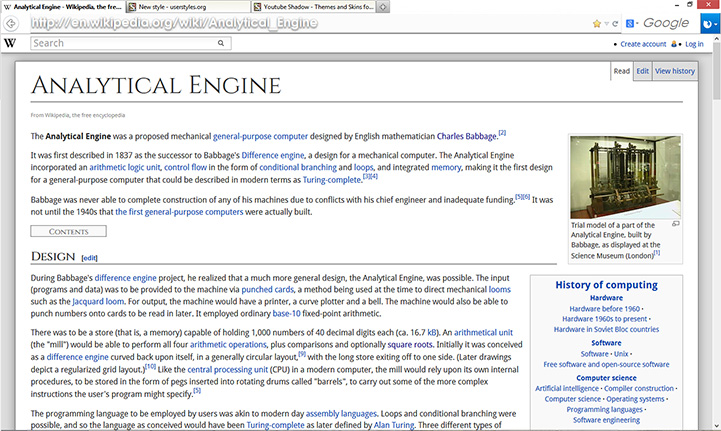 Analytical Engine - Wikipedia, the fre...
New style - userstyles.org
Youtube Shadow - Themes and Skins fo...
http://en.wikipedia.org/wiki/Analytical_Engine
Google
W
Search
Create account
Log in
Read
Edit
View history
Analytical Engine
From Wikipedia, the free encyclopedia
The Analytical Engine was a proposed mechanical general-purpose computer designed by English mathematician Charles Babbage.[2]
It was first described in 1837 as the successor to Babbage's Difference engine, a design for a mechanical computer. The Analytical Engine
incorporated an arithmetic logic unit, control flow in the form of conditional branching and loops, and integrated memory, making it the first design
for a general-purpose computer that could be described in modern terms as Turing-complete.[3][4]
Babbage was never able to complete construction of any of his machines due to conflicts with his chief engineer and inadequate funding.[5][6] It was
not until the 1940s that the first general-purpose computers were actually built.
Trial model of a part of the
Analytical Engine, built by
Babbage, as displayed at the
Science Museum (London)[1]
Contents
Design [edit]
During Babbage's difference engine project, he realized that a much more general design, the Analytical Engine, was possible. The input
(programs and data) was to be provided to the machine via punched cards, a method being used at the time to direct mechanical looms
such as the Jacquard loom. For output, the machine would have a printer, a curve plotter and a bell. The machine would also be able to
punch numbers onto cards to be read in later. It employed ordinary base-10 fixed-point arithmetic.
There was to be a store (that is, a memory) capable of holding 1,000 numbers of 40 decimal digits each (ca. 16.7 kB). An arithmetical unit
(the "mill") would be able to perform all four arithmetic operations, plus comparisons and optionally square roots. Initially it was conceived
as a difference engine curved back upon itself, in a generally circular layout,[9] with the long store exiting off to one side. (Later drawings
depict a regularized grid layout.)[10] Like the central processing unit (CPU) in a modern computer, the mill would rely upon its own internal
procedures, to be stored in the form of pegs inserted into rotating drums called "barrels", to carry out some of the more complex
instructions the user's program might specify.[5]
The programming language to be employed by users was akin to modern day assembly languages. Loops and conditional branching were
possible, and so the language as conceived would have been Turing-complete as later defined by Alan Turing. Three different types of
History of computing
Hardware
Hardware before 1960 ·
Hardware 1960s to present ·
Hardware in Soviet Bloc countries
Software
Software · Unix ·
Free software and open-source software
Computer science
Artificial intelligence · Compiler construction ·
Computer science · Operating systems ·
Programming languages ·
Software engineering